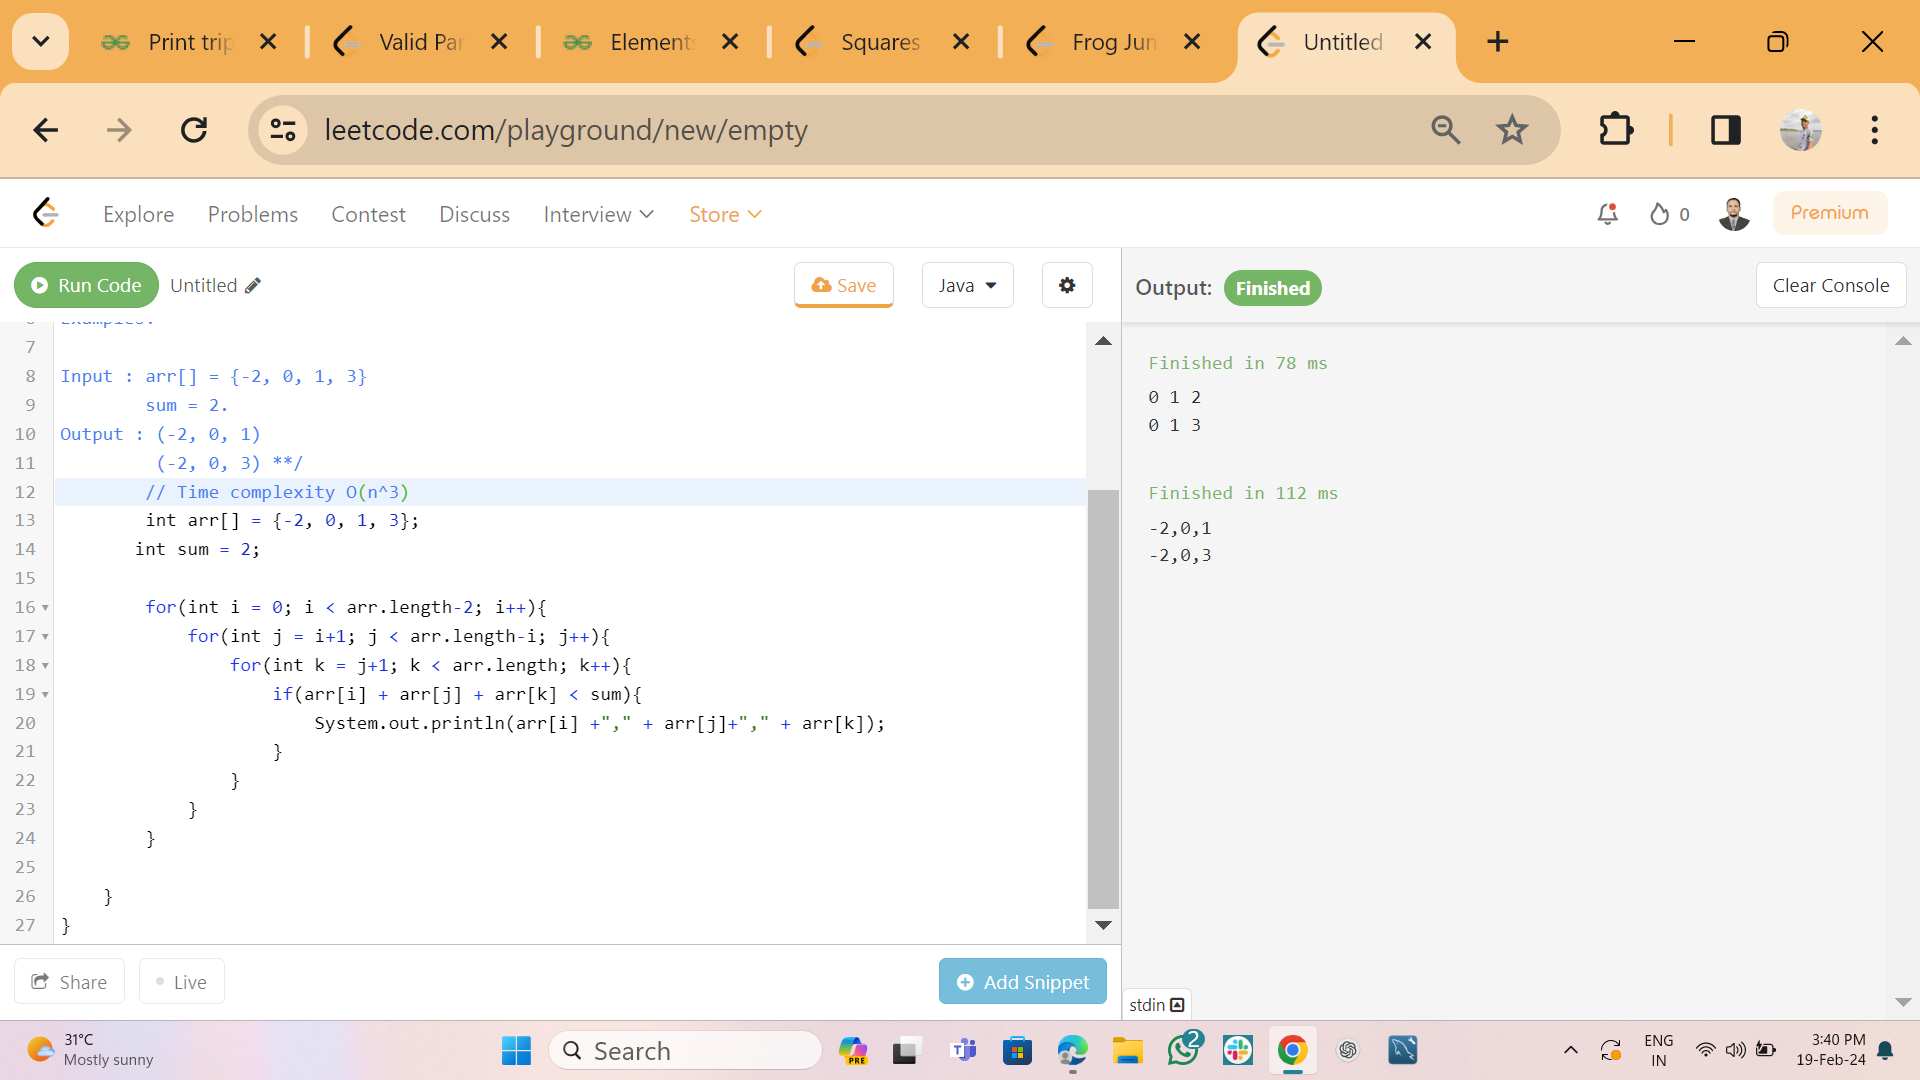 Print trip
Valid Par
Element
Squares
Frog Jum
Untitled
leetcode.com/playground/new/empty
Explore
Problems
Contest
Discuss
Interview
Store
0
Premium
Run Code
Untitled
Save
Java
Output:
Finished
Clear Console
6 Examples:
7
8 Input : arr[] = {-2, 0, 1, 3}
9 sum = 2.
10 Output : (-2, 0, 1)
11 (-2, 0, 3) **/
12 // Time complexity O(n^3)
13 int arr[] = {-2, 0, 1, 3};
14 int sum = 2;
15
16 for(int i = 0; i < arr.length-2; i++){
17 for(int j = i+1; j < arr.length-i; j++){
18 for(int k = j+1; k < arr.length; k++){
19 if(arr[i] + arr[j] + arr[k] < sum){
20 System.out.println(arr[i] +"," + arr[j]+"," + arr[k]);
21 }
22 }
23 }
24 }
25
26 }
27 }
Finished in 78 ms
0 1 2
0 1 3
Finished in 112 ms
-2,0,1
-2,0,3
Share
Live
Add Snippet
stdin
31°C
Mostly sunny
Search
PRE
2
ENG
IN
3:40 PM
19-Feb-24